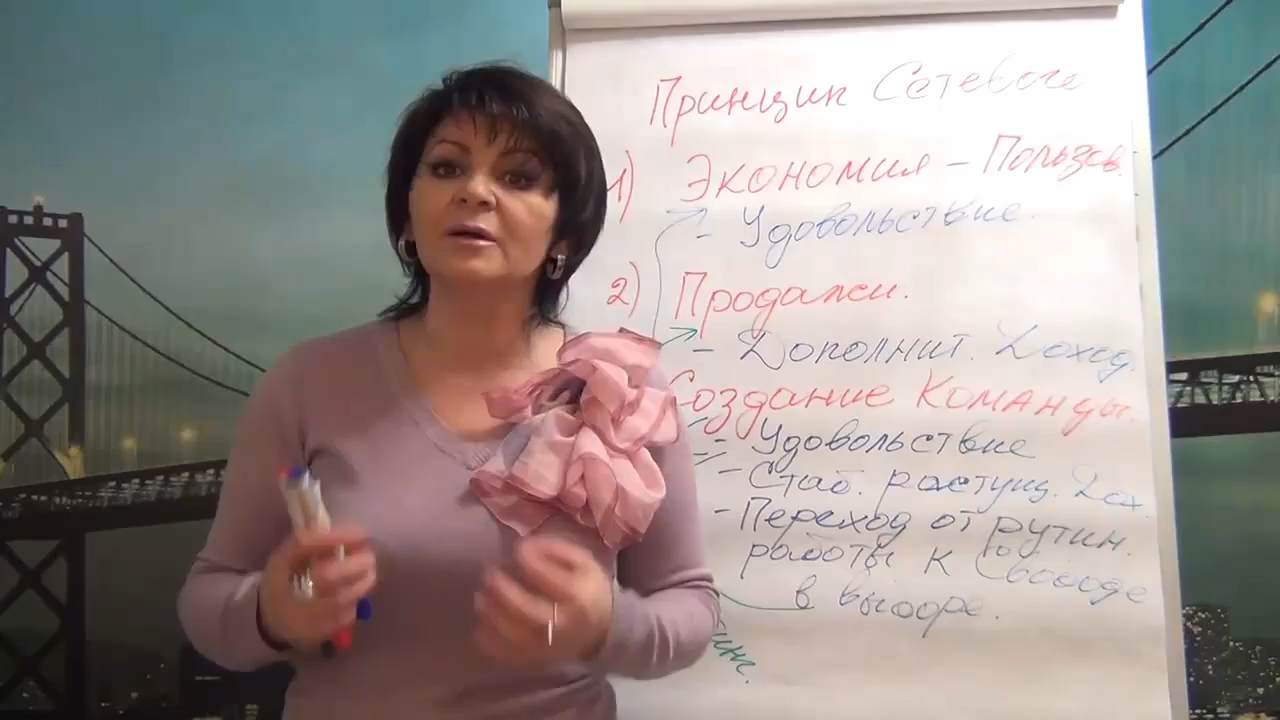 Принцип Сетевого
1) Экономия - Пользов.
- Удовольствие.
2) Продажи.
- Дополнит. Доход.
Создание Команды.
- Удовольствие
- Стаб. растущ. Дох.
- Переход от рутин.
работы к Свободе
в выборе.